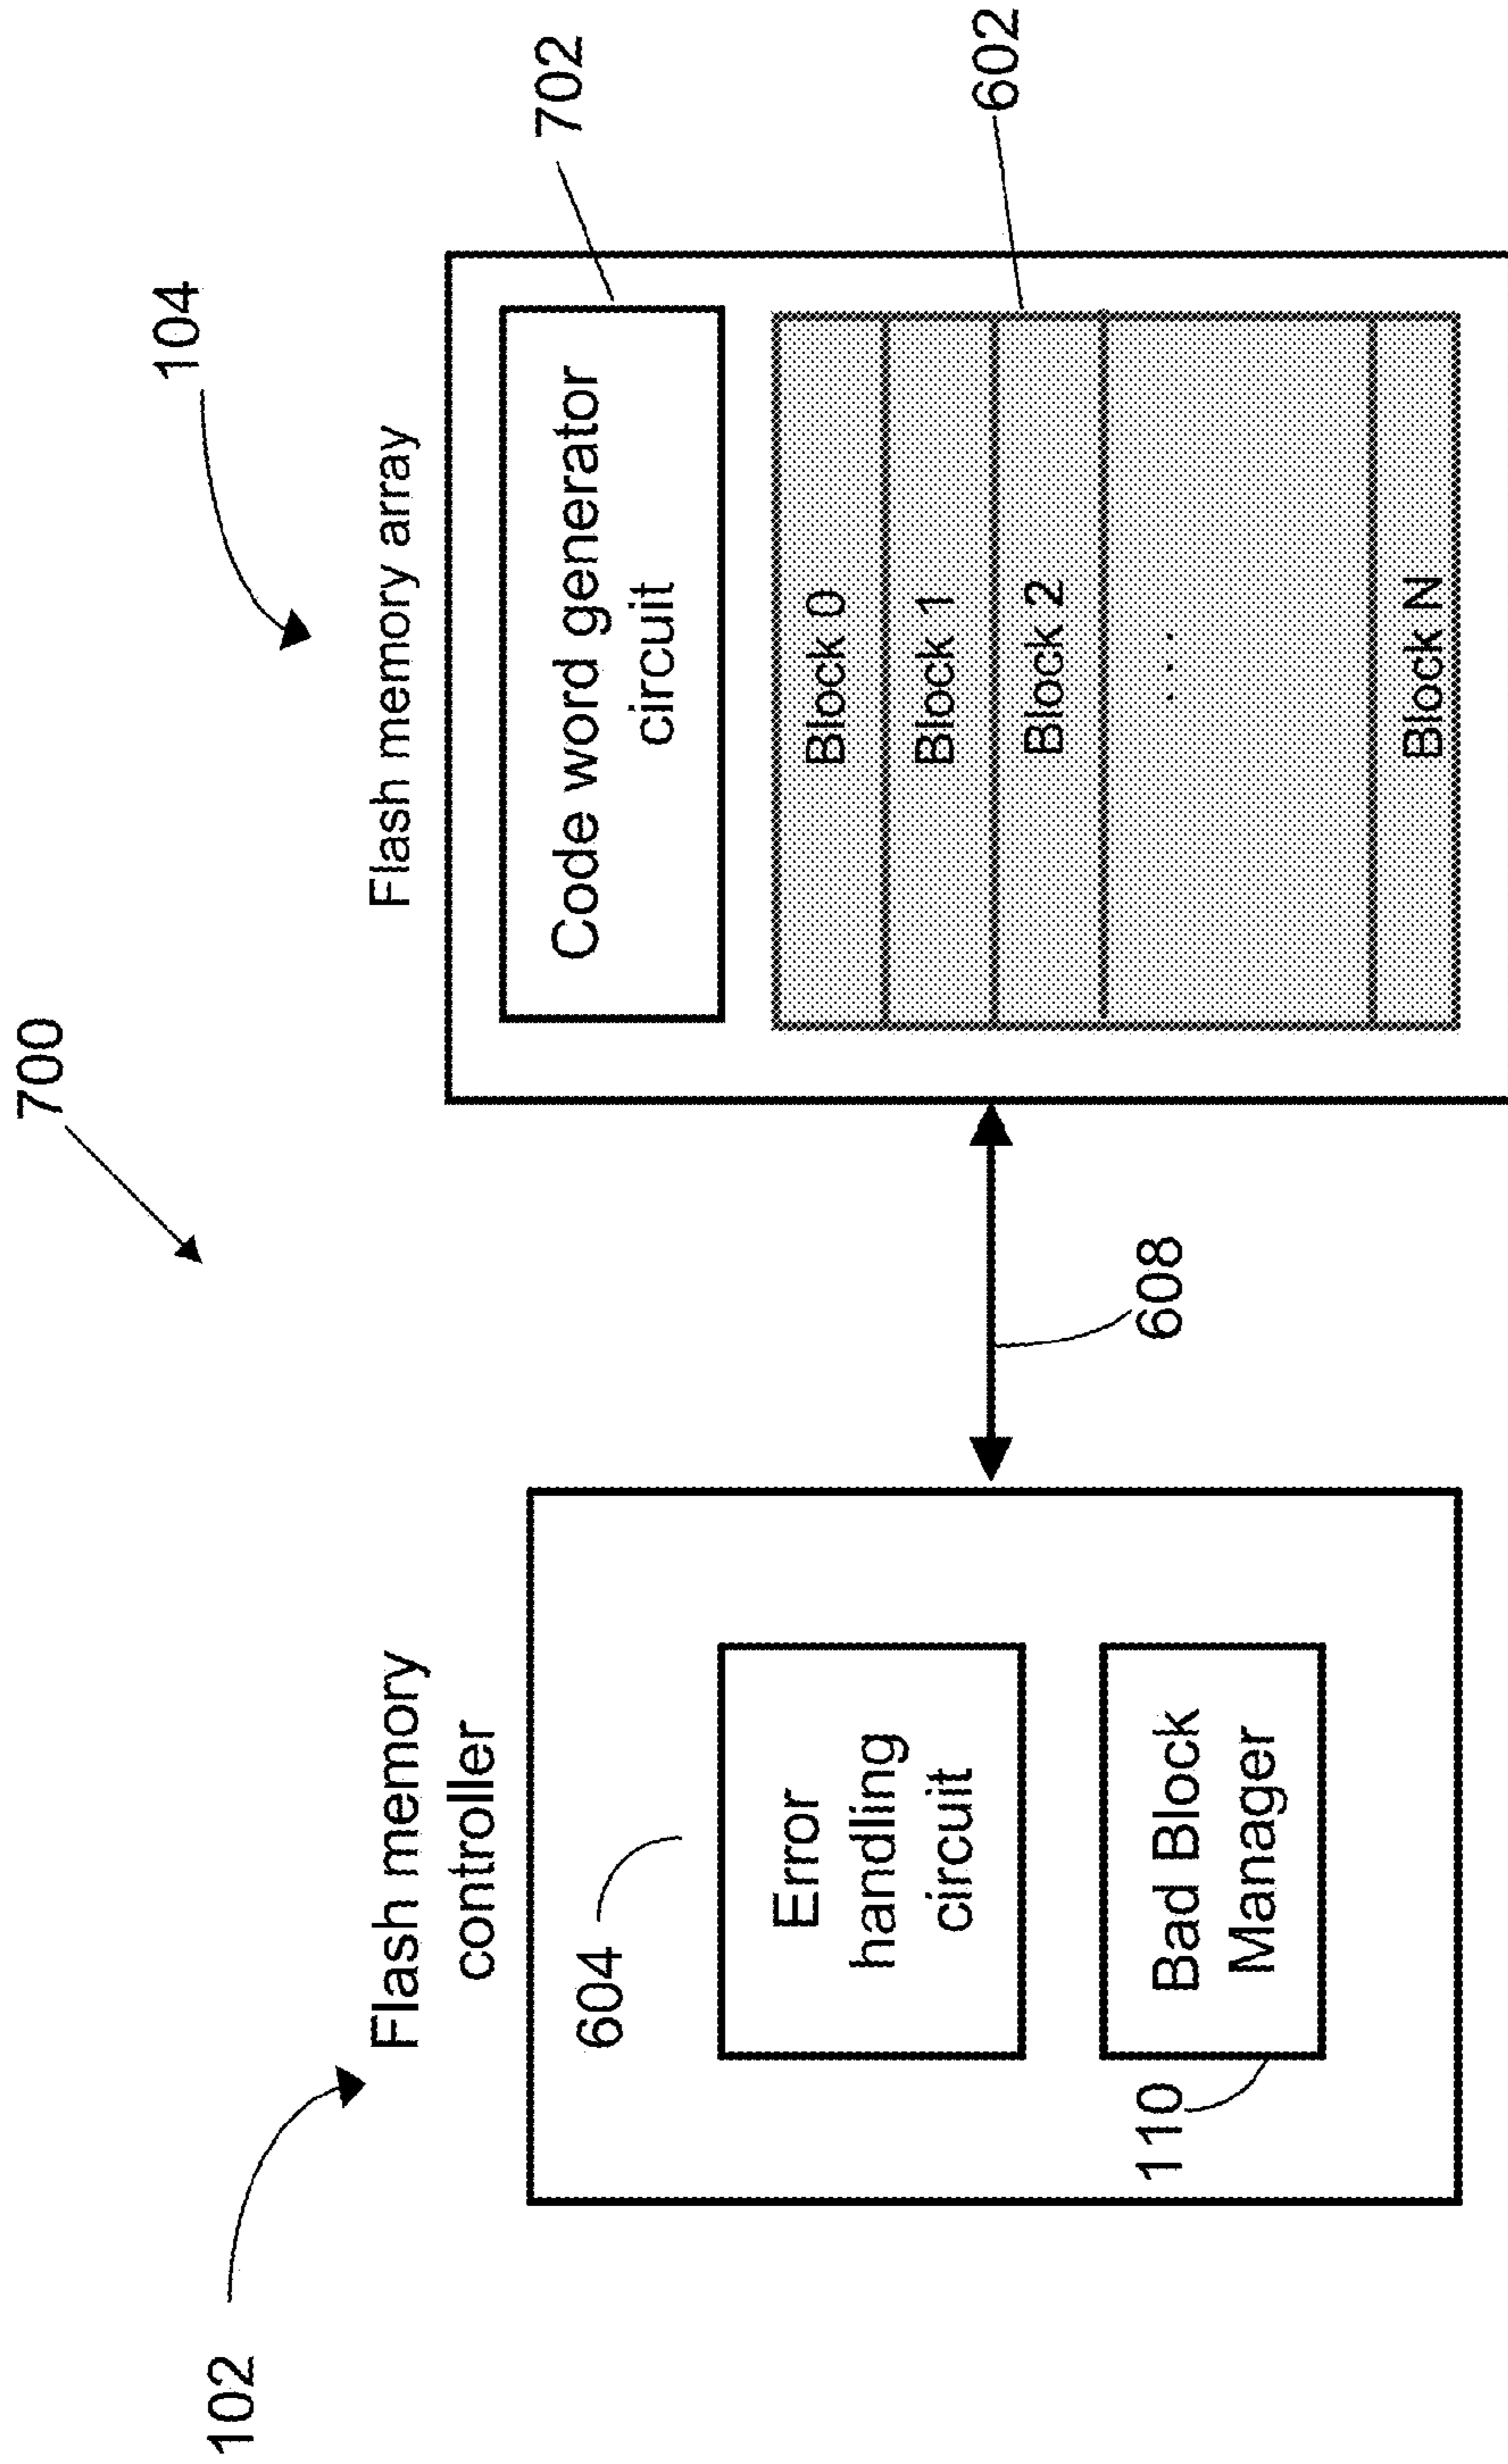 700
102
104
Flash memory
controller
Flash memory array
604
Error
handling
circuit
110
Bad Block
Manager
608
Code word generator
circuit
702
Block 0
Block 1
Block 2
. . .
Block N
602